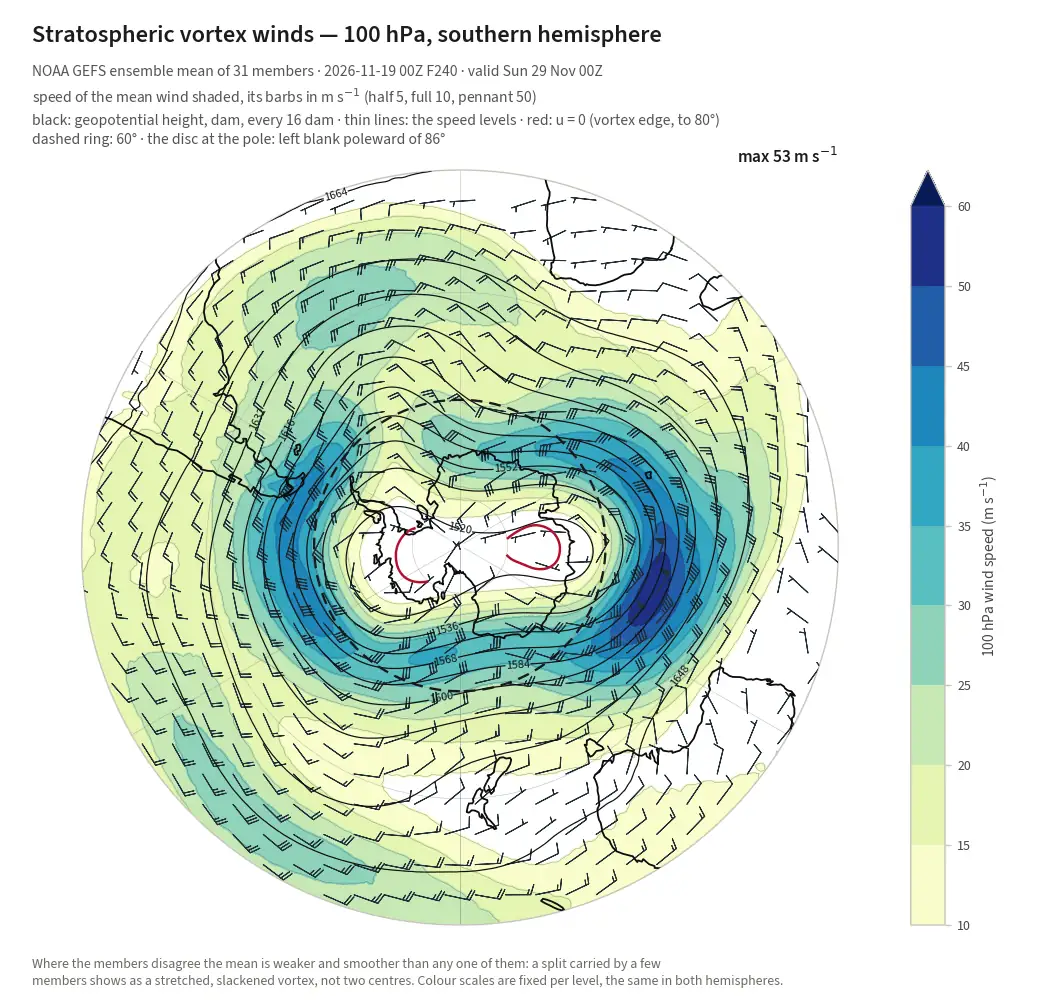 Stratospheric vortex winds — 100 hPa, southern hemisphere
NOAA GEFS ensemble mean of 31 members · 2026-11-19 00Z F240 · valid Sun 29 Nov 00Z
speed of the mean wind shaded, its barbs in m s⁻¹ (half 5, full 10, pennant 50)
black: geopotential height, dam, every 16 dam · thin lines: the speed levels · red: u = 0 (vortex edge, to 80°)
dashed ring: 60° · the disc at the pole: left blank poleward of 86°
max 53 m s⁻¹
1664
1552
1520
1536
1568
1584
1600
1648
60
50
45
40
35
30
25
20
15
10
100 hPa wind speed (m s⁻¹)
Where the members disagree the mean is weaker and smoother than any one of them: a split carried by a few
members shows as a stretched, slackened vortex, not two centres. Colour scales are fixed per level, the same in both hemispheres.